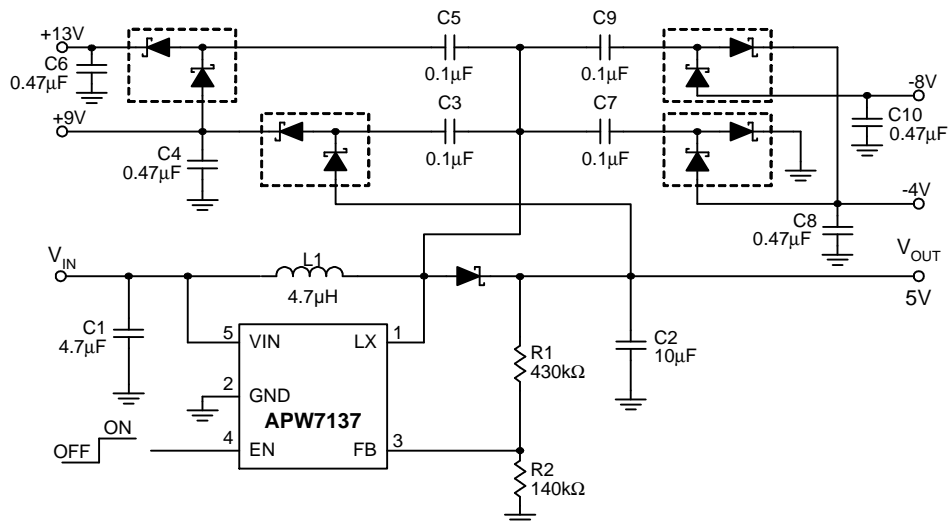 C5
C9
+13V
C6
0.47µF
0.1µF
0.1µF
-8V
C10
0.47µF
+9V
C3
C7
C4
0.47µF
0.1µF
0.1µF
-4V
C8
0.47µF
VIN
L1
4.7µH
VOUT
5V
C1
4.7µF
5
VIN
LX
1
C2
10µF
R1
430kΩ
2
GND
APW7137
ON
OFF
4
EN
FB
3
R2
140kΩ